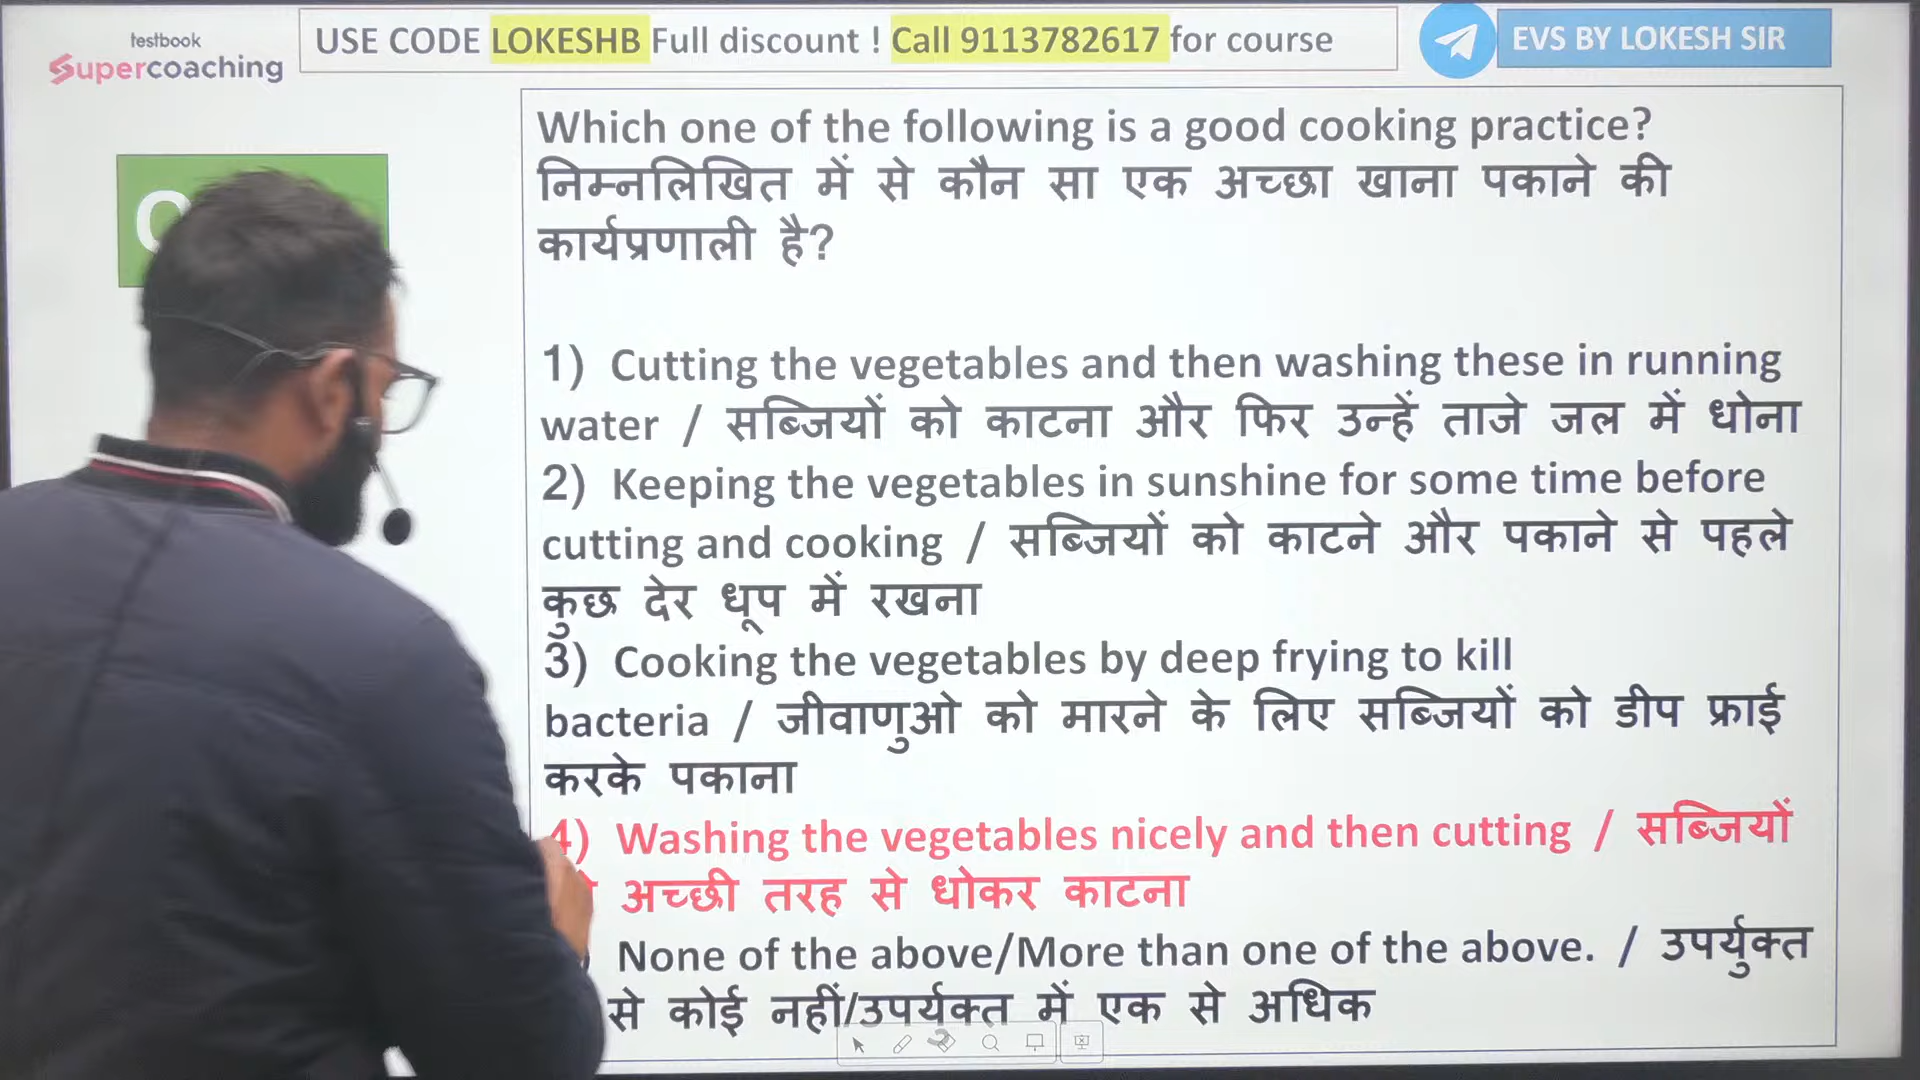 testbook
Supercoaching
USE CODE LOKESHB Full discount ! Call 9113782617 for course
EVS BY LOKESH SIR
Which one of the following is a good cooking practice?
निम्नलिखित में से कौन सा एक अच्छा खाना पकाने की
कार्यप्रणाली है?
1) Cutting the vegetables and then washing these in running
water / सब्जियों को काटना और फिर उन्हें ताजे जल में धोना
2) Keeping the vegetables in sunshine for some time before
cutting and cooking / सब्जियों को काटने और पकाने से पहले
कुछ देर धूप में रखना
3) Cooking the vegetables by deep frying to kill
bacteria / जीवाणुओ को मारने के लिए सब्जियों को डीप फ्राई
करके पकाना
4) Washing the vegetables nicely and then cutting / सब्जियों
अच्छी तरह से धोकर काटना
None of the above/More than one of the above. / उपर्युक्त
से कोई नहीं/उपर्यक्त में एक से अधिक